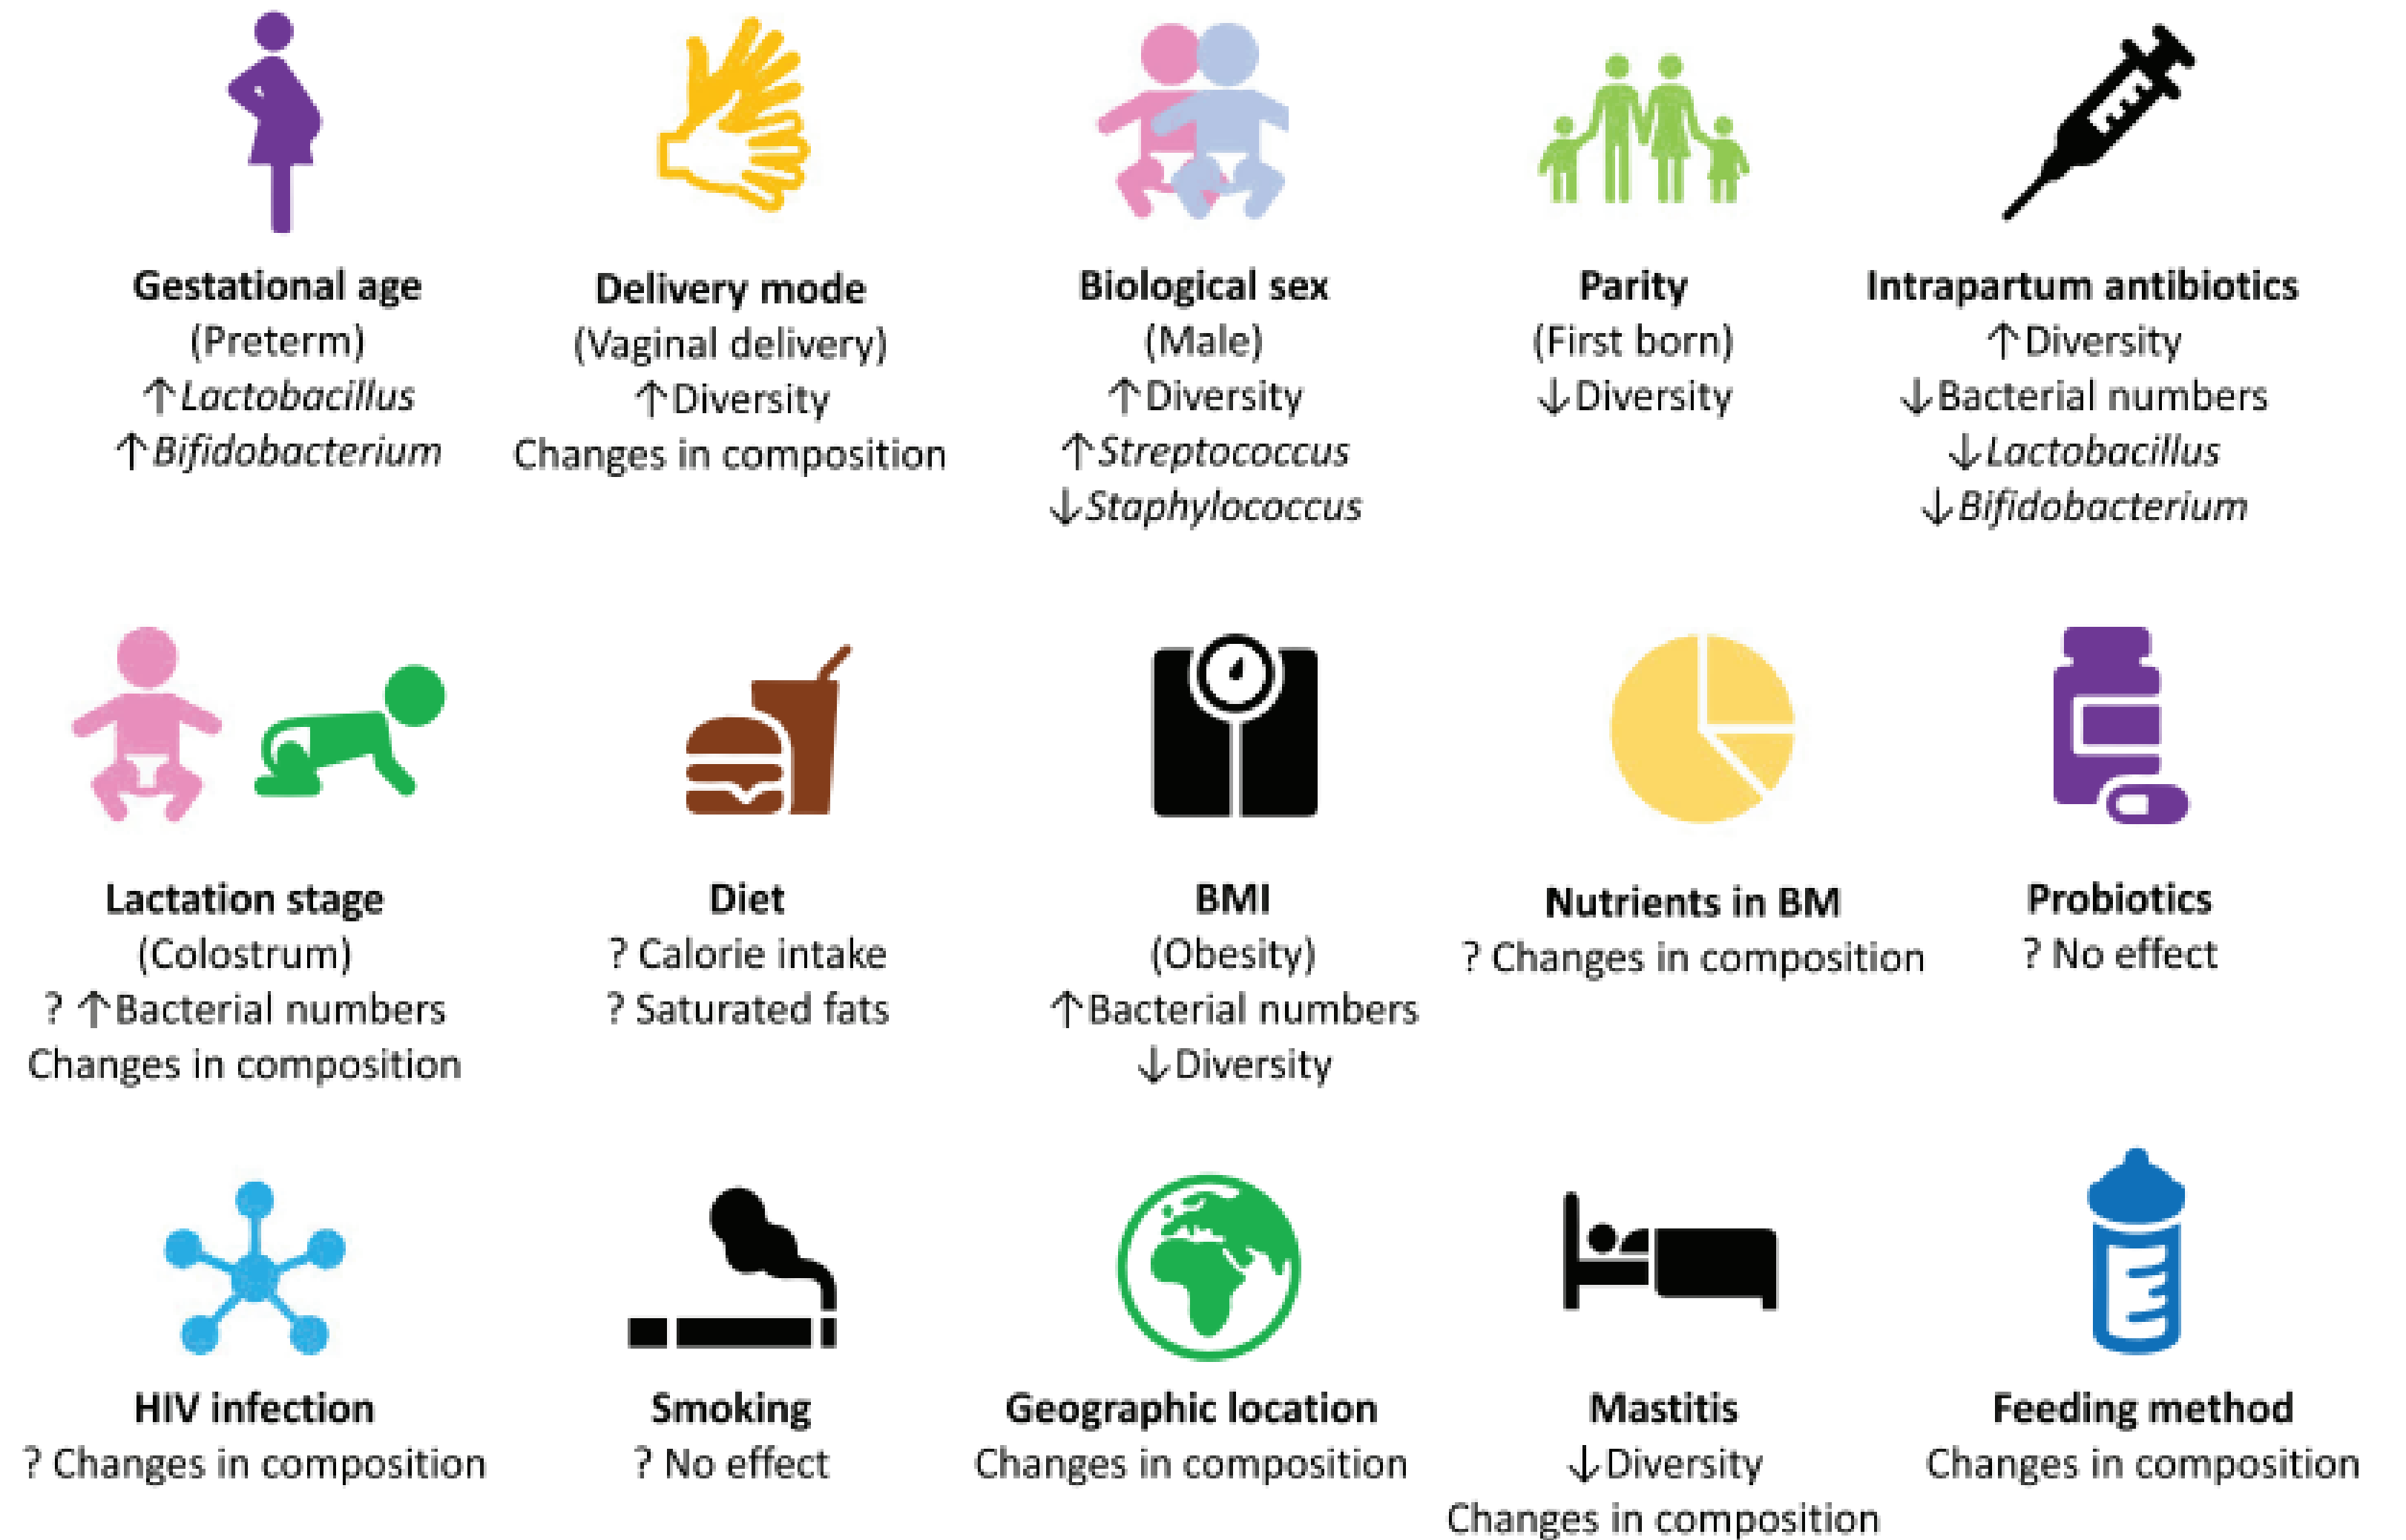 Gestational age
(Preterm)
↑Lactobacillus
↑Bifidobacterium
Delivery mode
(Vaginal delivery)
↑Diversity
Changes in composition
Biological sex
(Male)
↑Diversity
↑Streptococcus
↓Staphylococcus
Parity
(First born)
↓Diversity
Intrapartum antibiotics
↑Diversity
↓Bacterial numbers
↓Lactobacillus
↓Bifidobacterium
Lactation stage
(Colostrum)
? ↑Bacterial numbers
Changes in composition
Diet
? Calorie intake
? Saturated fats
BMI
(Obesity)
↑Bacterial numbers
↓Diversity
Nutrients in BM
? Changes in composition
Probiotics
? No effect
HIV infection
? Changes in composition
Smoking
? No effect
Geographic location
Changes in composition
Mastitis
↓Diversity
Changes in composition
Feeding method
Changes in composition